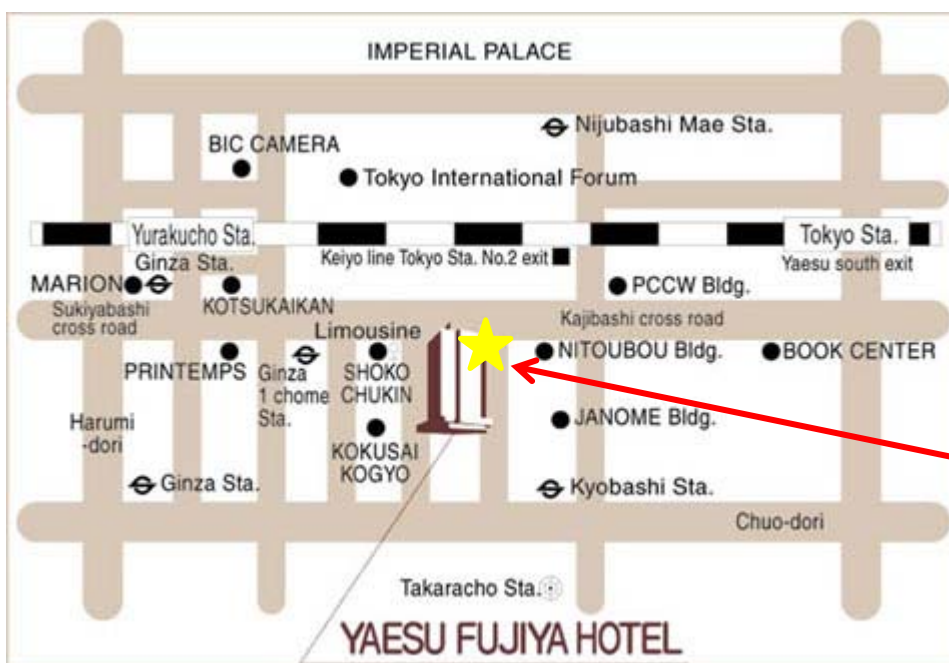 IMPERIAL PALACE
Nijubashi Mae Sta.
BIC CAMERA
Tokyo International Forum
Yurakucho Sta.
Tokyo Sta.
Ginza Sta.
Keiyo line Tokyo Sta. No.2 exit
Yaesu south exit
MARION
KOTSUKAIKAN
PCCW Bldg.
Sukiyabashi
cross road
Kajibashi cross road
Limousine
PRINTEMPS
Ginza
1 chome
Sta.
SHOKO
CHUKIN
NITOUBOU Bldg.
BOOK CENTER
Harumi
-dori
KOKUSAI
KOGYO
JANOME Bldg.
Ginza Sta.
Kyobashi Sta.
Chuo-dori
Takaracho Sta.
YAESU FUJIYA HOTEL